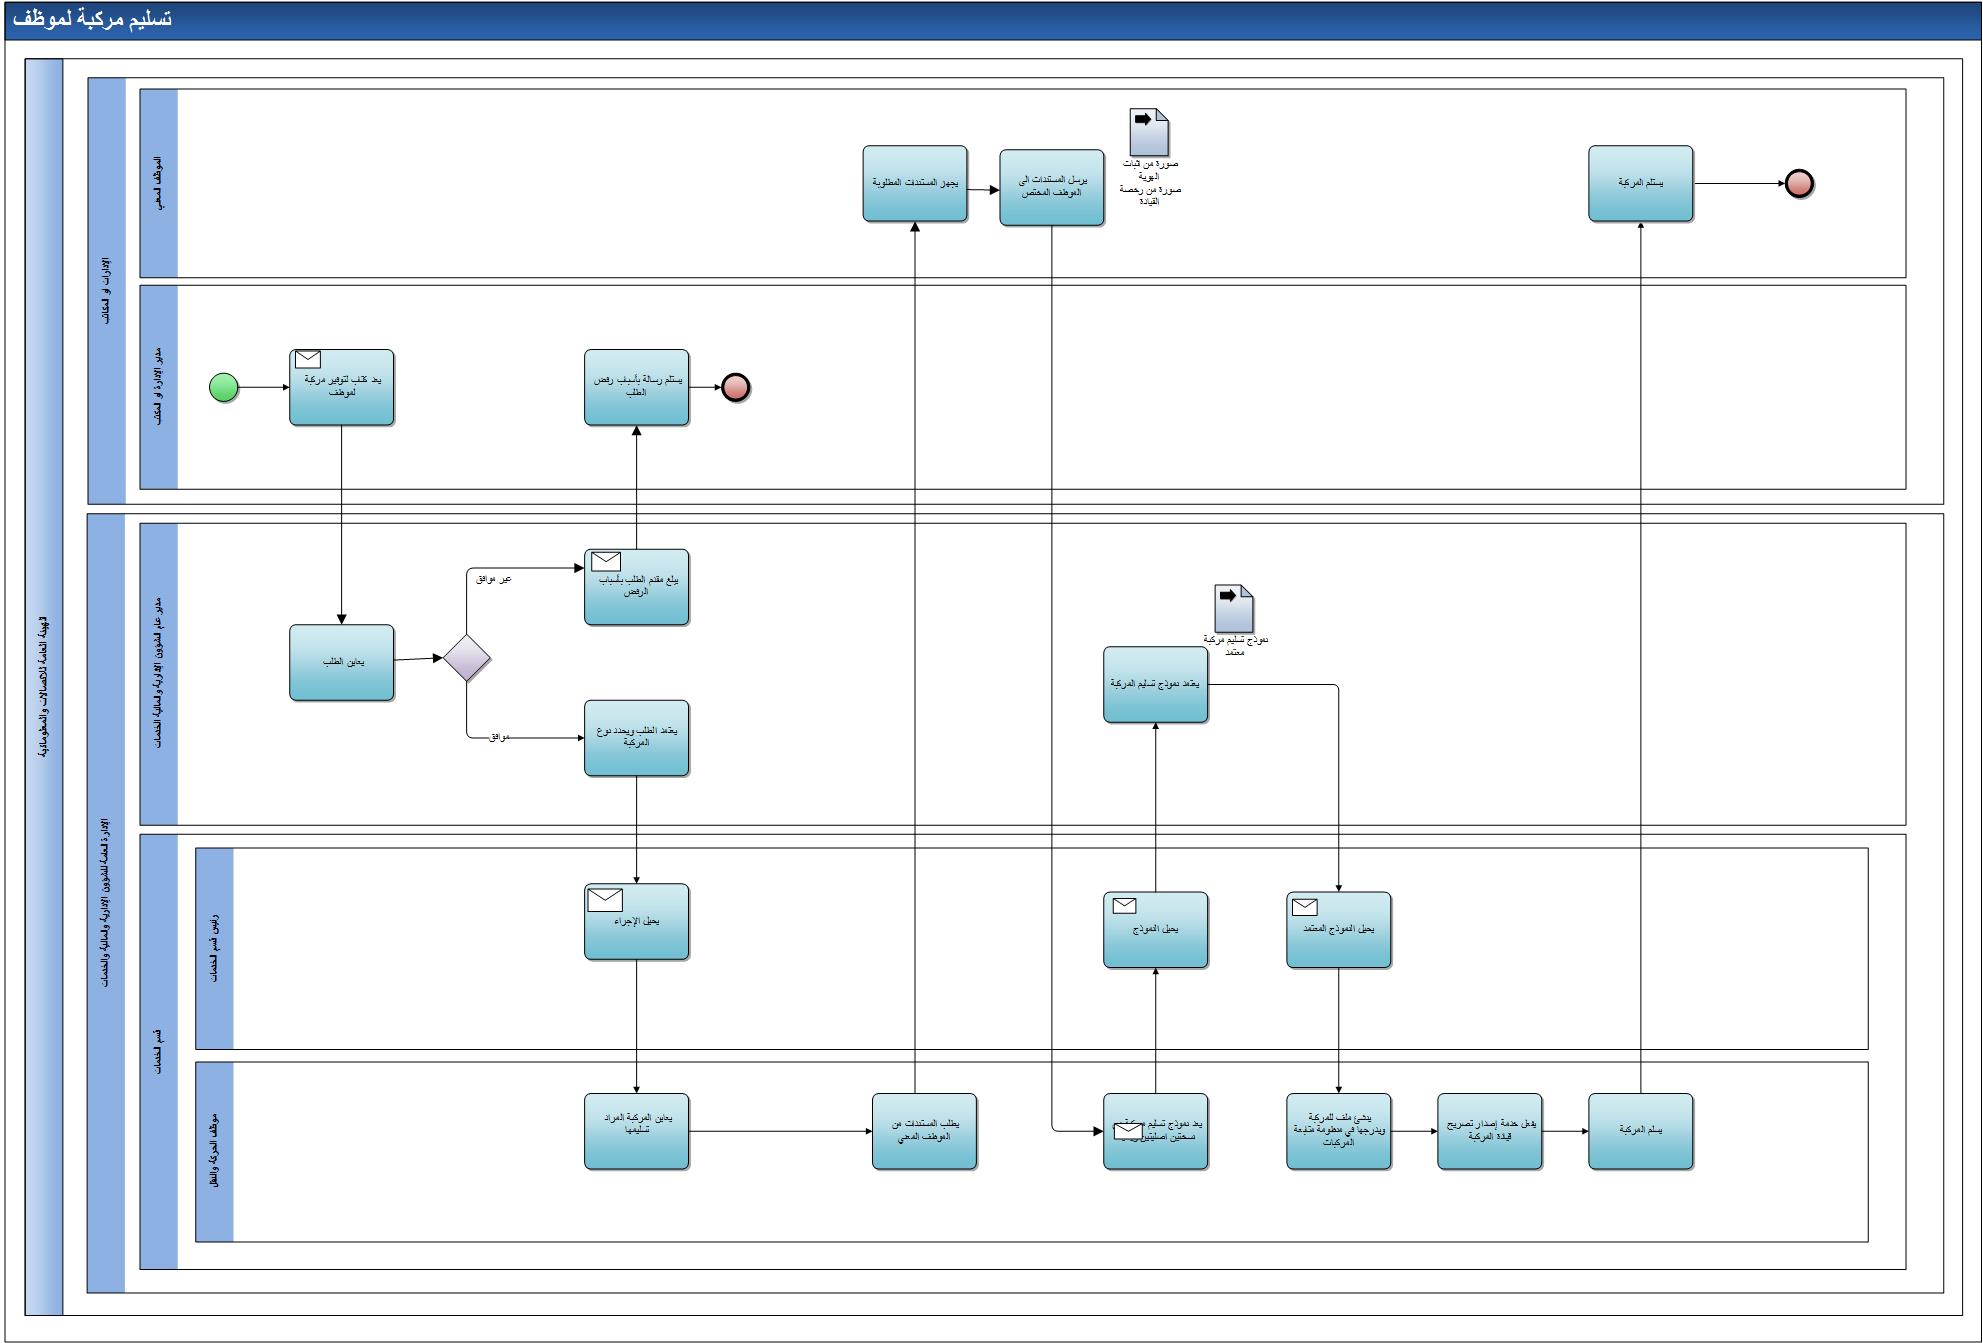 تسليم مركبة لموظف
الهيئة العامة للاتصالات والمعلوماتية
الإدارات او المكاتب
الموظف المعني
يجهز المستندات المطلوبة
يرسل المستندات الى
الموظف المختص
صورة من اثبات
الهوية
صورة من رخصة
القيادة
يستلم المركبة
مدير الإدارة او المكتب
يعد كتاب لتوفير مركبة
لموظف
يستلم رسالة بأسباب رفض
الطلب
الإدارة العامة للشؤون الإدارية والمالية والخدمات
مدير عام الشؤون الإدارية والمالية الخدمات
يعاين الطلب
غير موافق
يبلغ مقدم الطلب بأسباب
الرفض
موافق
يعتمد الطلب ويحدد نوع
المركبة
نموذج تسليم مركبة
معتمد
يعتمد نموذج تسليم المركبة
قسم الخدمات
رئيس قسم الخدمات
يحيل الإجراء
يحيل النموذج
يحيل النموذج المعتمد
موظف الحركة والنقل
يعاين المركبة المراد
تسليمها
يطلب المستندات من
الموظف المعني
يعد نموذج تسليم
نسختين اصليتين
ينشئ ملف للمركبة
ويدرجها في منظومة متابعة
المركبات
يفعل خدمة إصدار تصريح
قيادة المركبة
يسلم المركبة